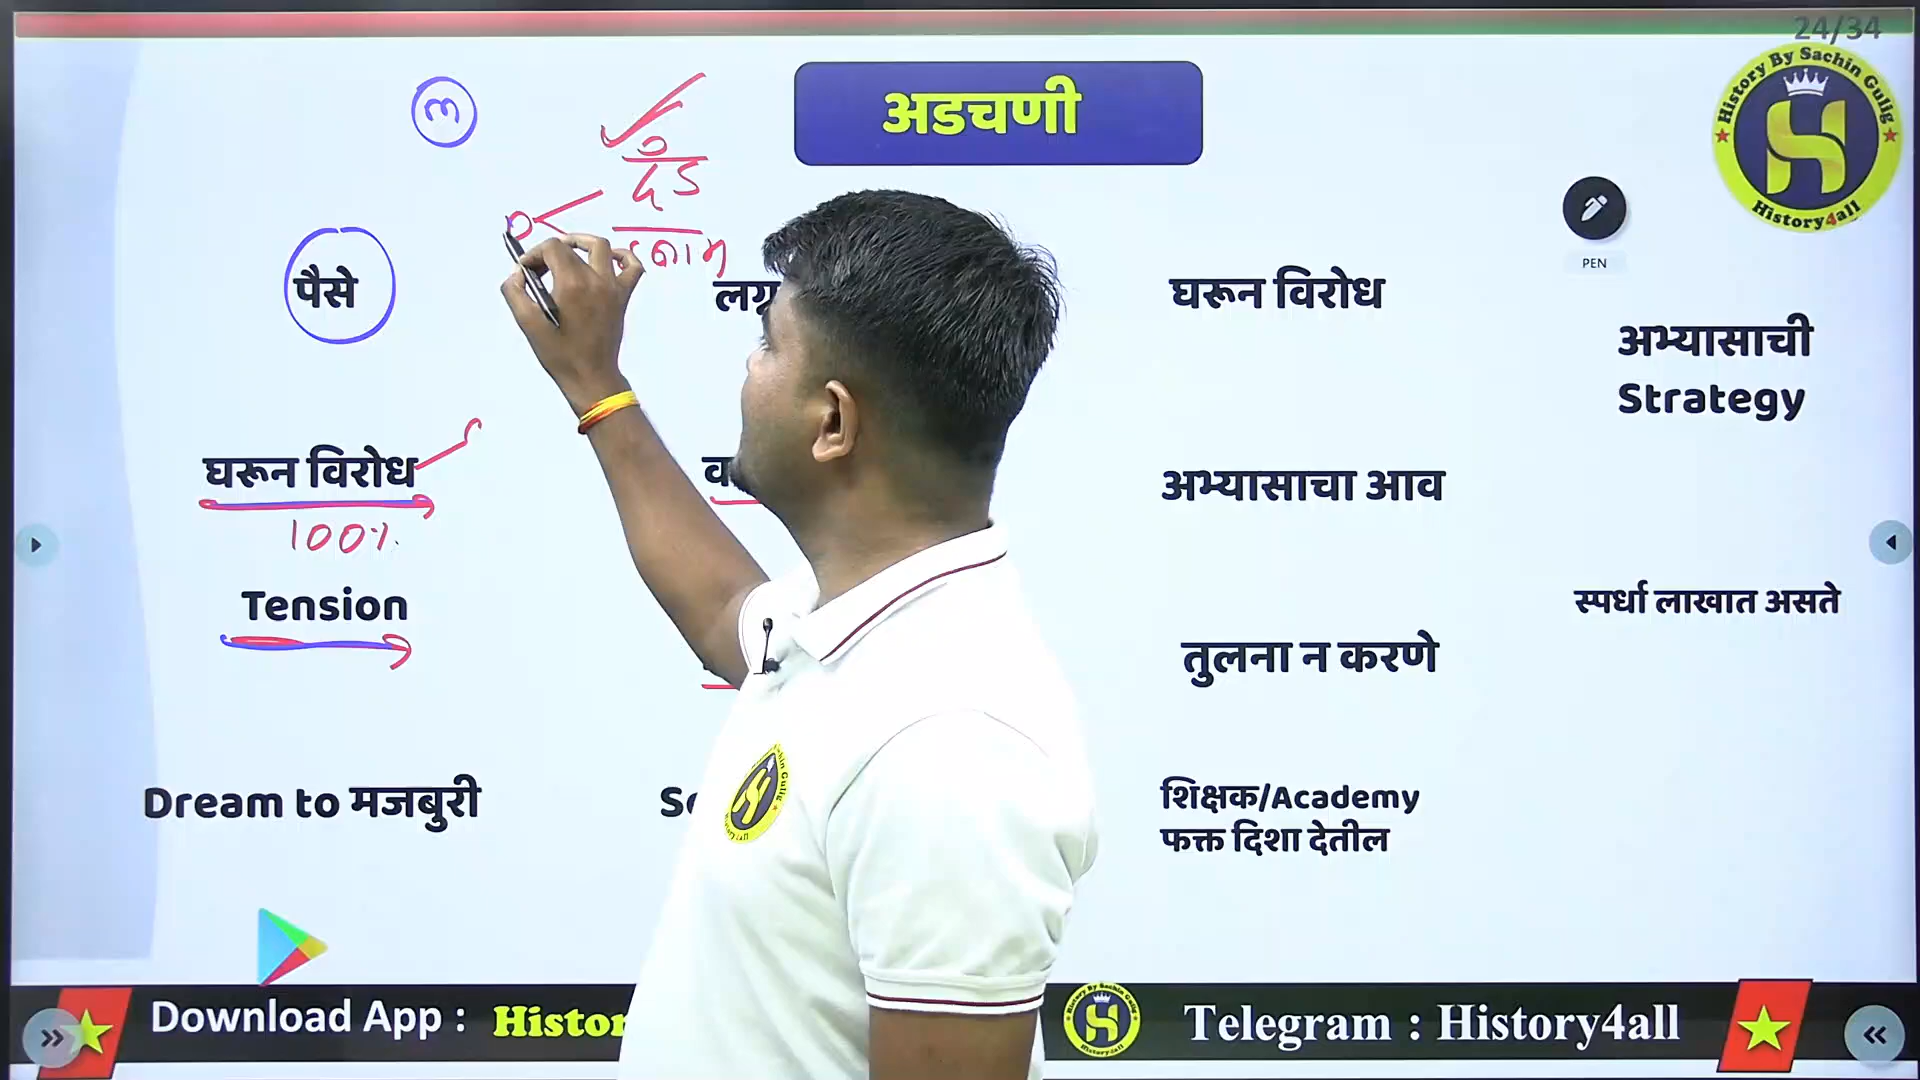 24/34
History By Sachin Gulig
History4all
अडचणी
३
PEN
पैसे
घरून विरोध
अभ्यासाची
Strategy
घरून विरोध
100%
अभ्यासाचा आव
Tension
स्पर्धा लाखात असते
तुलना न करणे
Dream to मजबुरी
शिक्षक/Academy
फक्त दिशा देतील
Download App :
Telegram : History4all